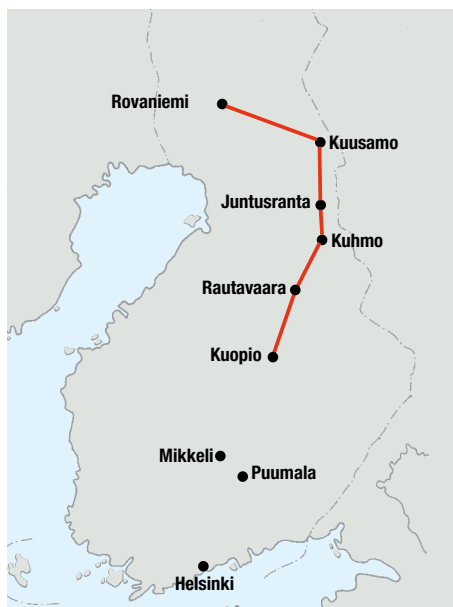 Rovaniemi
Kuusamo
Juntusranta
Kuhmo
Rautavaara
Kuopio
Mikkeli
Puumala
Helsinki